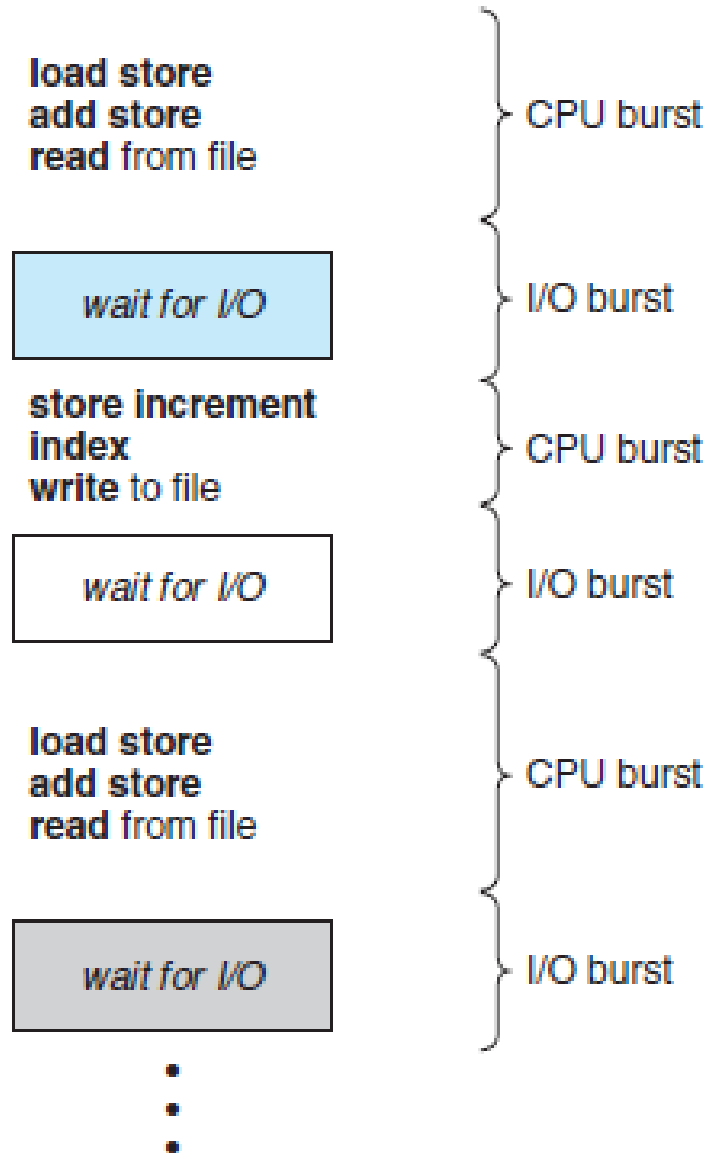 load store
add store
read from file
CPU burst
wait for I/O
I/O burst
store increment
index
write to file
CPU burst
wait for I/O
I/O burst
load store
add store
read from file
CPU burst
wait for I/O
I/O burst